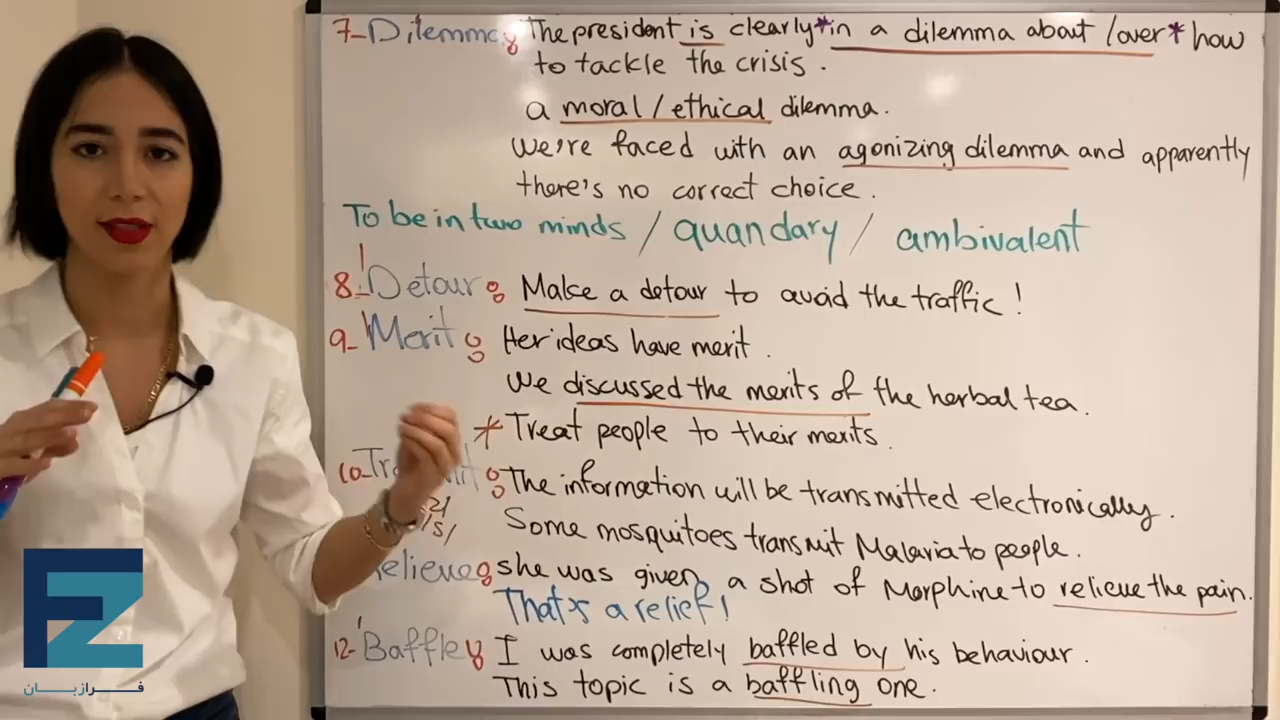 7- Dilemma: The president is clearly *in a dilemma about / over * how
to tackle the crisis.
a moral / ethical dilemma.
We're faced with an agonizing dilemma and apparently
there's no correct choice.
To be in two minds / quandary / ambivalent
8- Detour: Make a detour to avoid the traffic!
9- Merit: Her ideas have merit.
We discussed the merits of the herbal tea.
* Treat people to their merits.
10- The information will be transmitted electronically.
/s/
Some mosquitoes transmit Malaria to people.
elieve: she was given a shot of Morphine to relieve the pain.
That's a relief!
12- Baffle: I was completely baffled by his behaviour.
This topic is a baffling one.
FZ
فرازبان